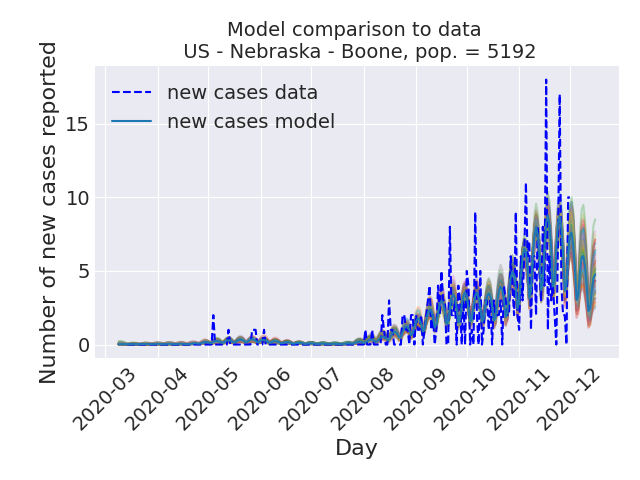 Model comparison to data
US - Nebraska - Boone, pop. = 5192
Number of new cases reported
new cases data
new cases model
15
10
5
0
2020-03
2020-04
2020-05
2020-06
2020-07
2020-08
2020-09
2020-10
2020-11
2020-12
Day